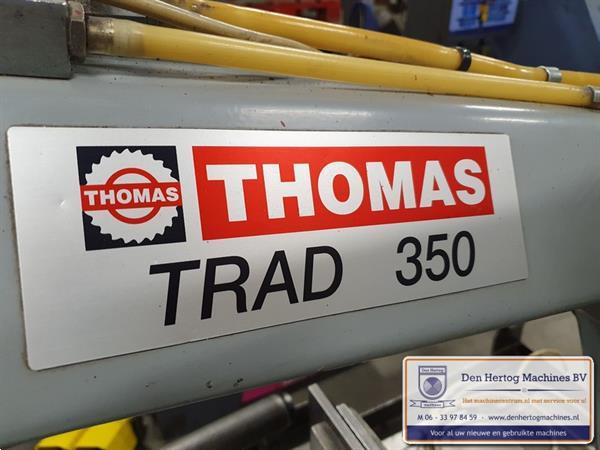 THOMAS
THOMAS
TRAD 350
Den Hertog Machines BV
Het machinecentrum.nl met service voor u!
M 06 - 33 97 84 59 - www.denhertogmachines.nl
Voor al uw nieuwe en gebruikte machines